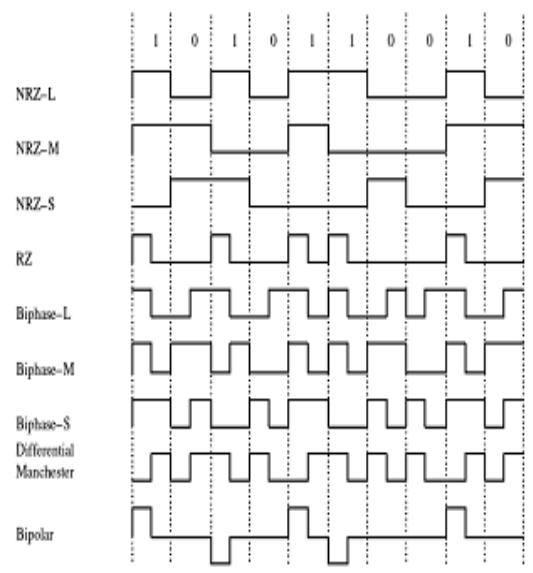 1 0 1 0 1 1 0 0 1 0
NRZ-L
NRZ-M
NRZ-S
RZ
Biphase-L
Biphase-M
Biphase-S
Differential
Manchester
Bipolar